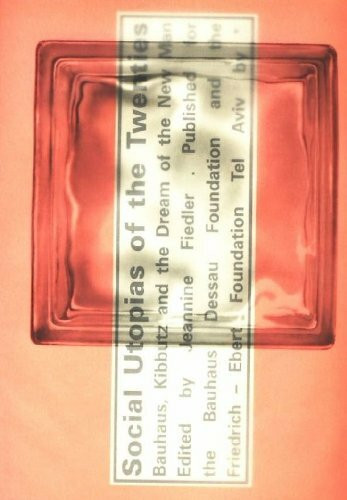 Social Utopias of the Twenties
Bauhaus, Kibbutz and the Dream of the New Man
Edited by Jeannine Fiedler . Published for
the Bauhaus Dessau Foundation and the
Friedrich – Ebert Foundation Tel Aviv by *